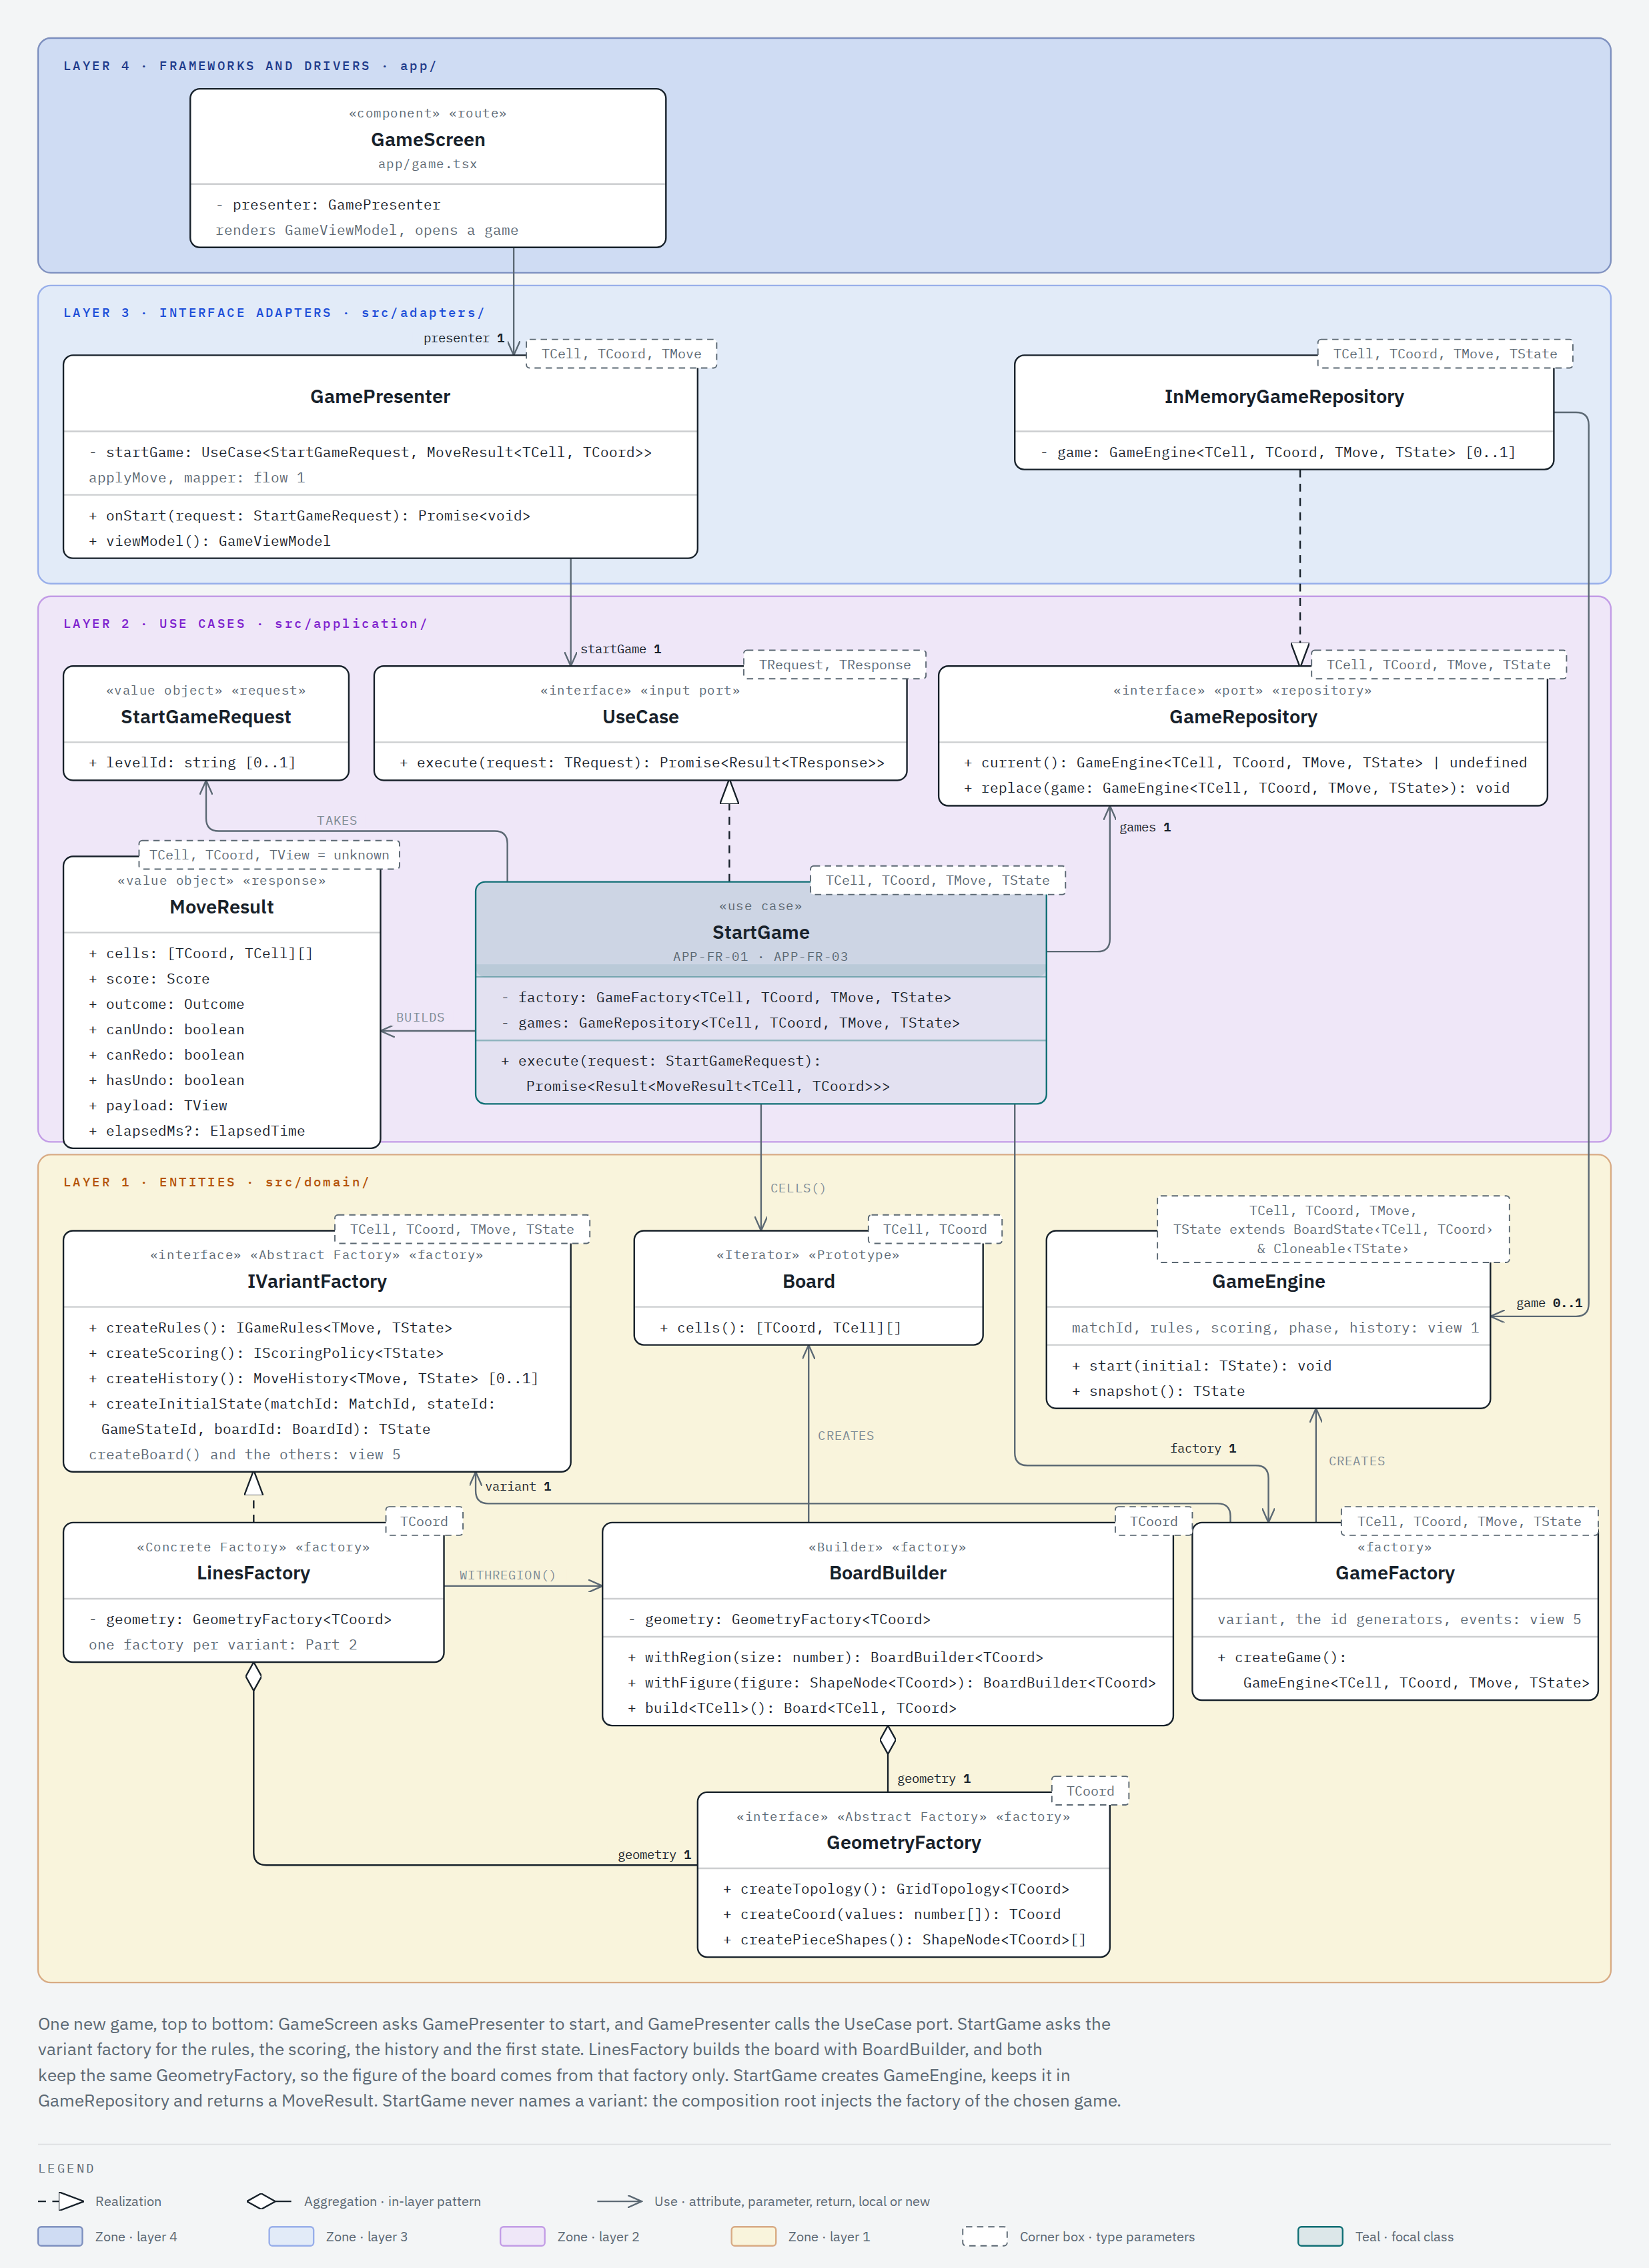 LAYER 4 · FRAMEWORKS AND DRIVERS · app/
«component» «route»
GameScreen
app/game.tsx
- presenter: GamePresenter
renders GameViewModel, opens a game
LAYER 3 · INTERFACE ADAPTERS · src/adapters/
presenter 1
TCell, TCoord, TMove
GamePresenter
- startGame: UseCase<StartGameRequest, MoveResult<TCell, TCoord>>
applyMove, mapper: flow 1
+ onStart(request: StartGameRequest): Promise<void>
+ viewModel(): GameViewModel
TCell, TCoord, TMove, TState
InMemoryGameRepository
- game: GameEngine<TCell, TCoord, TMove, TState> [0..1]
LAYER 2 · USE CASES · src/application/
startGame 1
«value object» «request»
StartGameRequest
+ levelId: string [0..1]
TRequest, TResponse
«interface» «input port»
UseCase
+ execute(request: TRequest): Promise<Result<TResponse>>
TCell, TCoord, TMove, TState
«interface» «port» «repository»
GameRepository
+ current(): GameEngine<TCell, TCoord, TMove, TState> | undefined
+ replace(game: GameEngine<TCell, TCoord, TMove, TState>): void
TAKES
games 1
TCell, TCoord, TView = unknown
«value object» «response»
MoveResult
+ cells: [TCoord, TCell][]
+ score: Score
+ outcome: Outcome
+ canUndo: boolean
+ canRedo: boolean
+ hasUndo: boolean
+ payload: TView
+ elapsedMs?: ElapsedTime
BUILDS
TCell, TCoord, TMove, TState
«use case»
StartGame
APP-FR-01 · APP-FR-03
- factory: GameFactory<TCell, TCoord, TMove, TState>
- games: GameRepository<TCell, TCoord, TMove, TState>
+ execute(request: StartGameRequest):
Promise<Result<MoveResult<TCell, TCoord>>>
LAYER 1 · ENTITIES · src/domain/
CELLS()
TCell, TCoord, TMove, TState
«interface» «Abstract Factory» «factory»
IVariantFactory
+ createRules(): IGameRules<TMove, TState>
+ createScoring(): IScoringPolicy<TState>
+ createHistory(): MoveHistory<TMove, TState> [0..1]
+ createInitialState(matchId: MatchId, stateId:
GameStateId, boardId: BoardId): TState
createBoard() and the others: view 5
TCell, TCoord
«Iterator» «Prototype»
Board
+ cells(): [TCoord, TCell][]
TCell, TCoord, TMove,
TState extends BoardState‹TCell, TCoord›
& Cloneable‹TState›
GameEngine
matchId, rules, scoring, phase, history: view 1
+ start(initial: TState): void
+ snapshot(): TState
game 0..1
CREATES
factory 1
CREATES
variant 1
TCoord
«Concrete Factory» «factory»
LinesFactory
- geometry: GeometryFactory<TCoord>
one factory per variant: Part 2
WITHREGION()
TCoord
«Builder» «factory»
BoardBuilder
- geometry: GeometryFactory<TCoord>
+ withRegion(size: number): BoardBuilder<TCoord>
+ withFigure(figure: ShapeNode<TCoord>): BoardBuilder<TCoord>
+ build<TCell>(): Board<TCell, TCoord>
TCell, TCoord, TMove, TState
«factory»
GameFactory
variant, the id generators, events: view 5
+ createGame():
GameEngine<TCell, TCoord, TMove, TState>
geometry 1
TCoord
«interface» «Abstract Factory» «factory»
GeometryFactory
geometry 1
+ createTopology(): GridTopology<TCoord>
+ createCoord(values: number[]): TCoord
+ createPieceShapes(): ShapeNode<TCoord>[]
One new game, top to bottom: GameScreen asks GamePresenter to start, and GamePresenter calls the UseCase port. StartGame asks the
variant factory for the rules, the scoring, the history and the first state. LinesFactory builds the board with BoardBuilder, and both
keep the same GeometryFactory, so the figure of the board comes from that factory only. StartGame creates GameEngine, keeps it in
GameRepository and returns a MoveResult. StartGame never names a variant: the composition root injects the factory of the chosen game.
LEGEND
Realization
Aggregation · in-layer pattern
Use · attribute, parameter, return, local or new
Zone · layer 4
Zone · layer 3
Zone · layer 2
Zone · layer 1
Corner box · type parameters
Teal · focal class